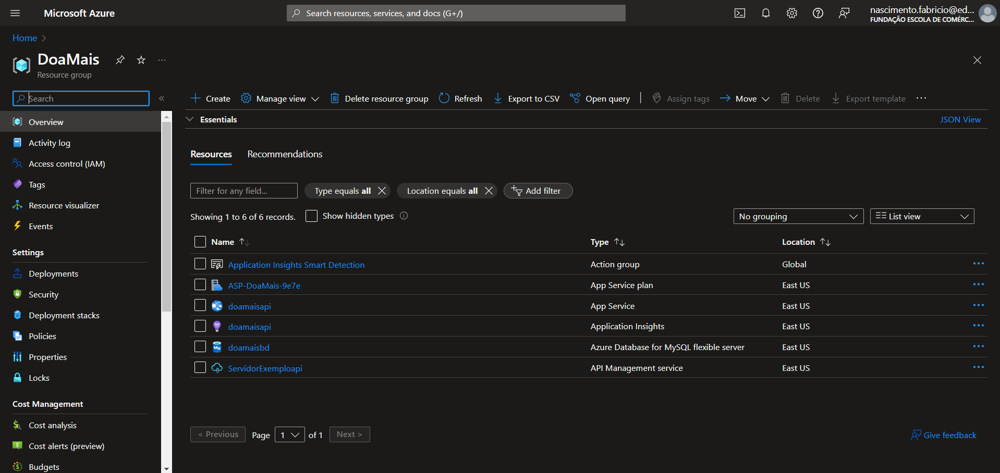 Microsoft Azure
Search resources, services, and docs (G+/)
nascimento.fabricio@ed...
FUNDAÇÃO ESCOLA DE COMÉRC...
Home
DoaMais
Resource group
Search
Overview
Activity log
Access control (IAM)
Tags
Resource visualizer
Events
Settings
Deployments
Security
Deployment stacks
Policies
Properties
Locks
Cost Management
Cost analysis
Cost alerts (preview)
Budgets
Create Manage view Delete resource group Refresh Export to CSV Open query Assign tags Move Delete Export template
Essentials JSON View
Resources Recommendations
Filter for any field... Type equals all Location equals all Add filter
Showing 1 to 6 of 6 records. Show hidden types No grouping List view
Name Type Location
Application Insights Smart Detection Action group Global
ASP-DoaMais-9e7e App Service plan East US
doamaisapi App Service East US
doamaisapi Application Insights East US
doamaisbd Azure Database for MySQL flexible server East US
ServidorExemploapi API Management service East US
< Previous Page 1 of 1 Next > Give feedback